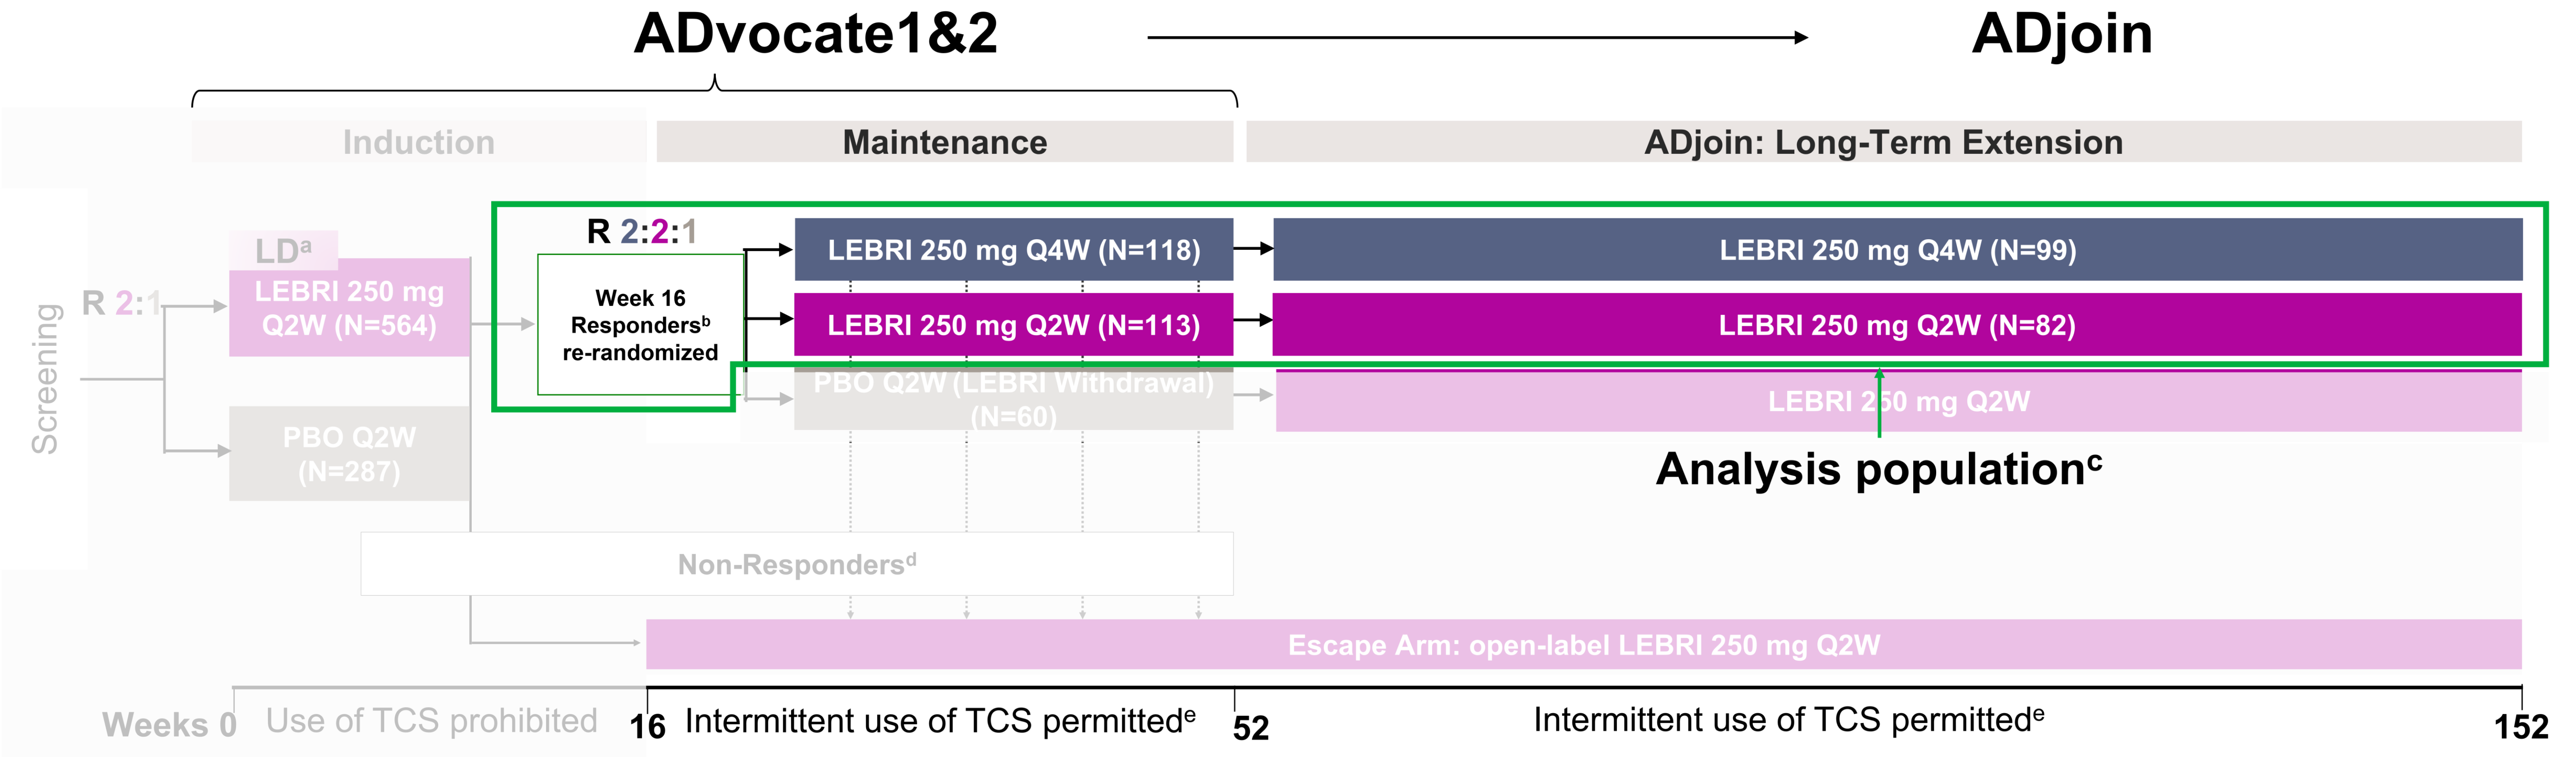 ADvocate1&2
ADjoin
Induction
Maintenance
ADjoin: Long-Term Extension
Screening
R 2:1
LDᵃ
LEBRI 250 mg
Q2W (N=564)
PBO Q2W
(N=287)
R 2:2:1
Week 16
Respondersᵇ
re-randomized
LEBRI 250 mg Q4W (N=118)
LEBRI 250 mg Q4W (N=99)
LEBRI 250 mg Q2W (N=113)
LEBRI 250 mg Q2W (N=82)
PBO Q2W (LEBRI Withdrawal)
(N=60)
LEBRI 250 mg Q2W
Analysis populationᶜ
Non-Respondersᵈ
Escape Arm: open-label LEBRI 250 mg Q2W
Weeks 0
Use of TCS prohibited
16
Intermittent use of TCS permittedᵉ
52
Intermittent use of TCS permittedᵉ
152